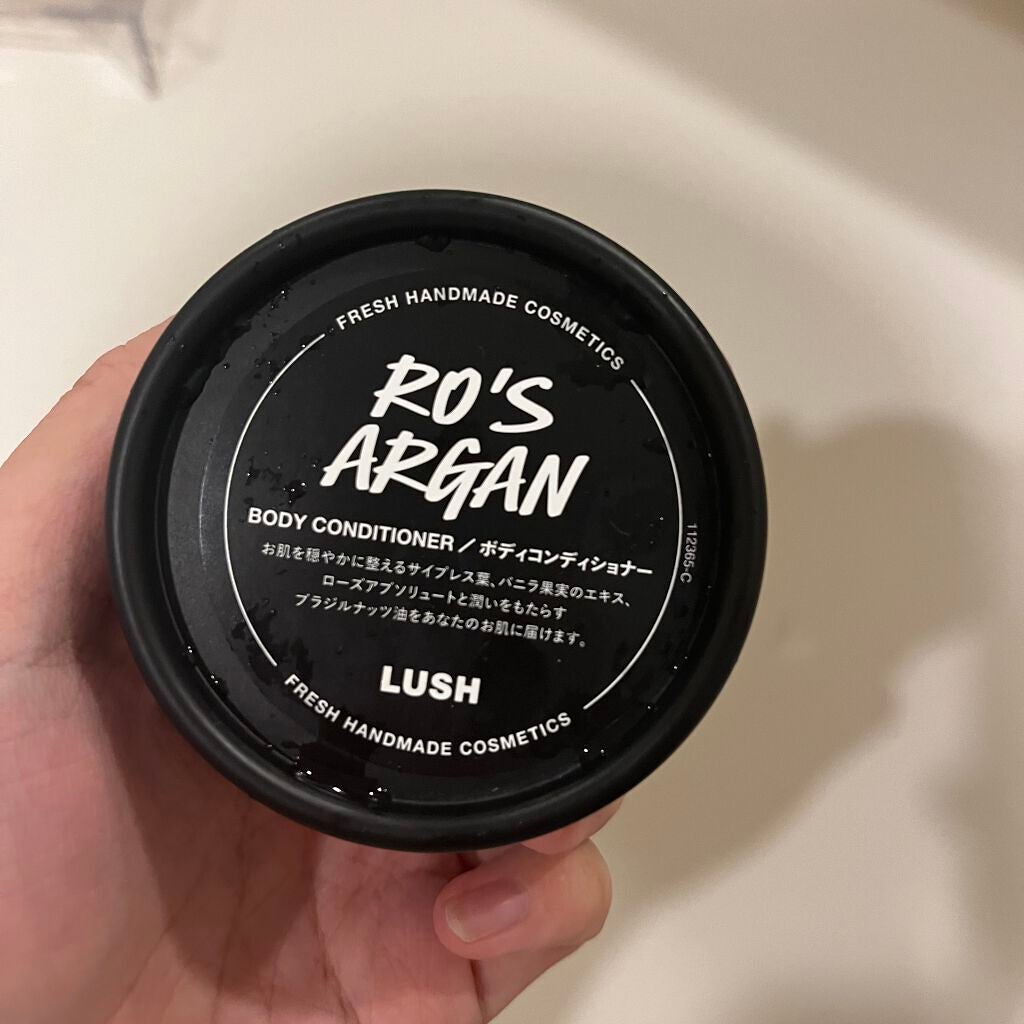 FRESH HANDMADE COSMETICS
RO'S
ARGAN
BODY CONDITIONER / ボディコンディショナー
お肌を穏やかに整えるサイプレス葉、バニラ果実のエキス、
ローズアブソリュートと潤いをもたらす
ブラジルナッツ油をあなたのお肌に届けます。
LUSH
FRESH HANDMADE COSMETICS
112365-C